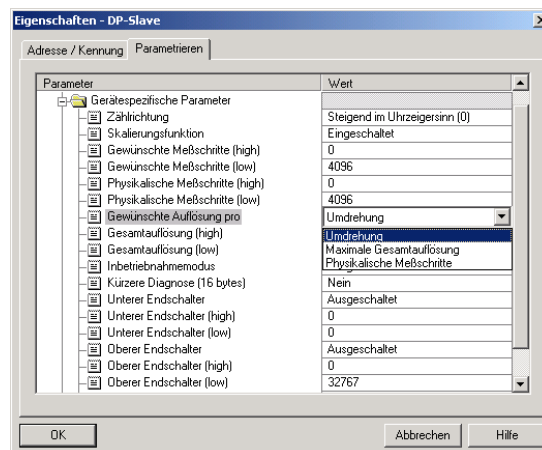 Eigenschaften - DP-Slave
Adresse / Kennung Parametrieren
Parameter Wert
Gerätespezifische Parameter
Zählrichtung Steigend im Uhrzeigersinn (0)
Skalierungsfunktion Eingeschaltet
Gewünschte Meßschritte (high) 0
Gewünschte Meßschritte (low) 4096
Physikalische Meßschritte (high) 0
Physikalische Meßschritte (low) 4096
Gewünschte Auflösung pro Umdrehung
Gesamtauflösung (high) Umdrehung
Gesamtauflösung (low) Maximale Gesamtauflösung
Inbetriebnahmemodus Physikalische Meßschritte
Kürzere Diagnose (16 bytes) Nein
Unterer Endschalter Ausgeschaltet
Unterer Endschalter (high) 0
Unterer Endschalter (low) 0
Oberer Endschalter Ausgeschaltet
Oberer Endschalter (high) 0
Oberer Endschalter (low) 32767
OK Abbrechen Hilfe